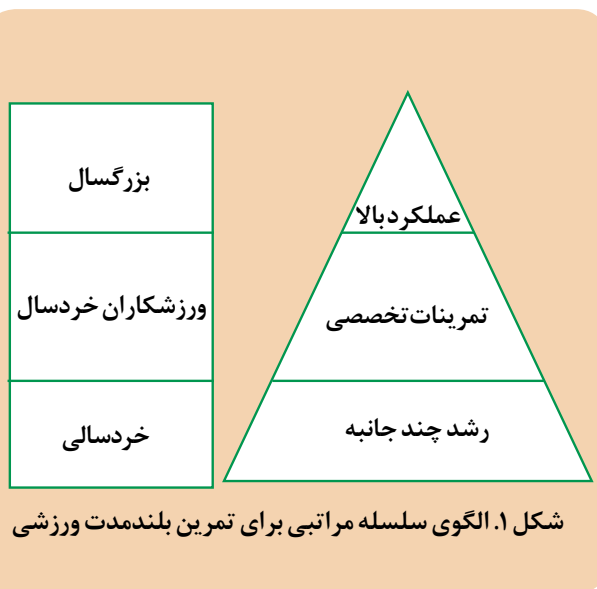 عملکرد بالا
بزرگسال
تمرینات تخصصی
ورزشکاران خردسال
رشد چند جانبه
خردسالی
شکل ۱. الگوی سلسله مراتبی برای تمرین بلندمدت ورزشی